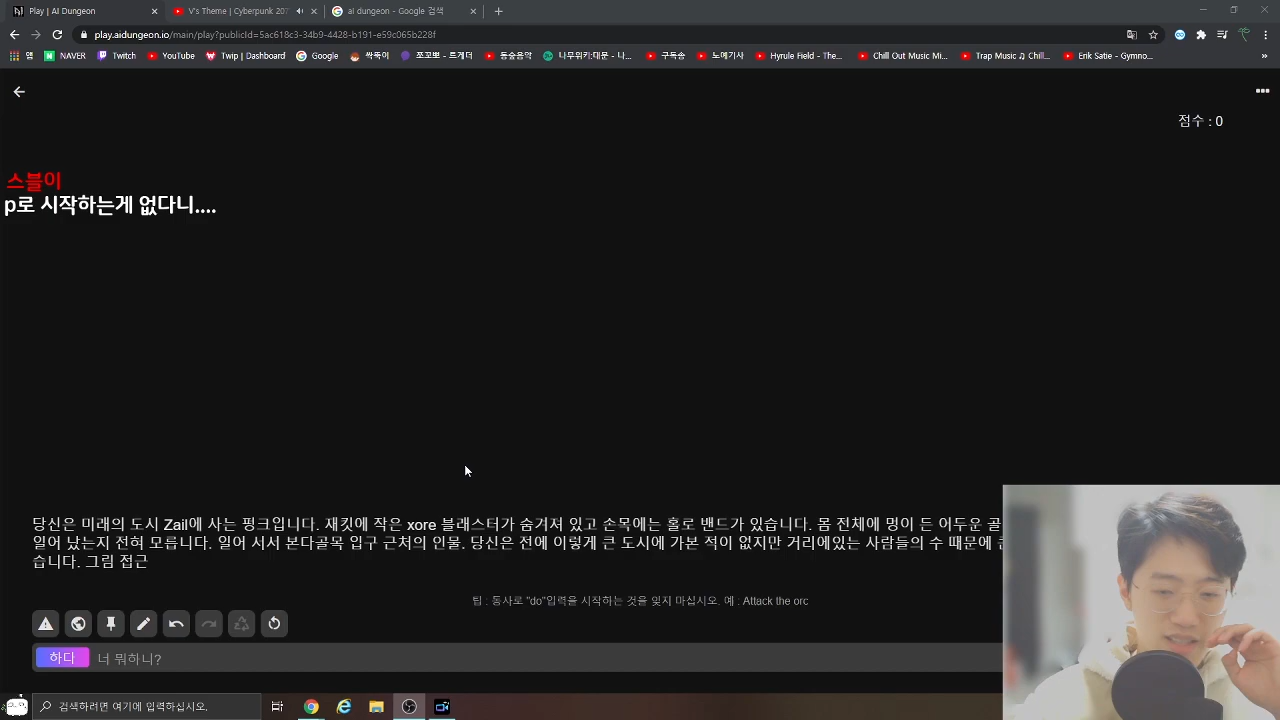 Play | AI Dungeon
V's Theme | Cyberpunk 207
ai dungeon - Google 검색
play.aidungeon.io/main/play?publicId=5ac618c3-34b9-4428-b191-e59c065b228f
앱 NAVER Twitch YouTube Twip | Dashboard Google 싹뚝이 쪼꼬뽀 - 트게더 동숲음악 나무위키:대문 - 나... 구독송 노예기사 Hyrule Field - The... Chill Out Music Mi... Trap Music ♫ Chill... Erik Satie - Gymno... »
점수 : 0
스블이
p로 시작하는게 없다니....
당신은 미래의 도시 Zail에 사는 핑크입니다. 재킷에 작은 xore 블래스터가 숨겨져 있고 손목에는 홀로 밴드가 있습니다. 몸 전체에 멍이 든 어두운 골
일어 났는지 전혀 모릅니다. 일어 서서 본다골목 입구 근처의 인물. 당신은 전에 이렇게 큰 도시에 가본 적이 없지만 거리에있는 사람들의 수 때문에
습니다. 그림 접근
팁 : 동사로 "do"입력을 시작하는 것을 잊지 마십시오. 예 : Attack the orc
하다 너 뭐하니?
검색하려면 여기에 입력하십시오.